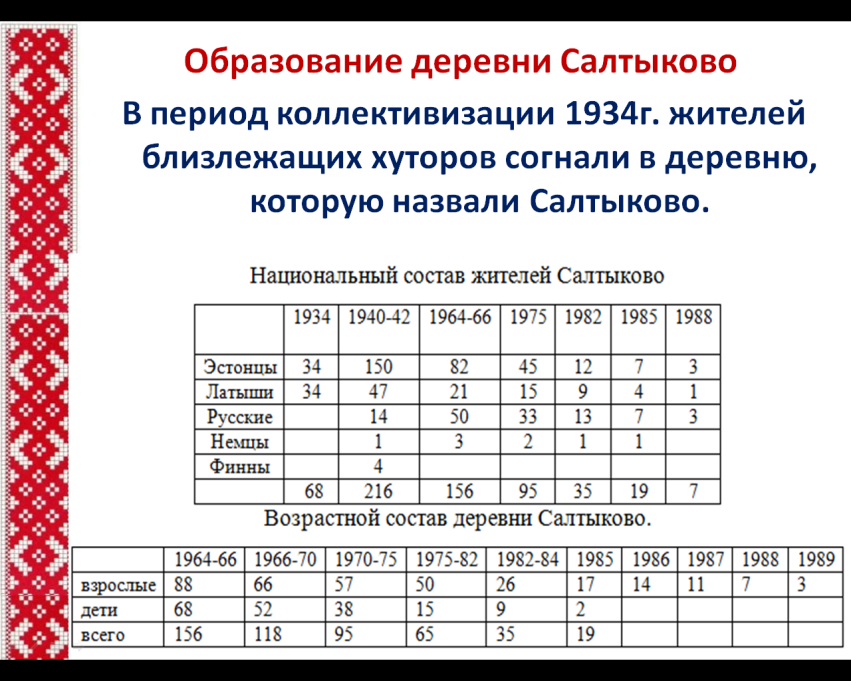 Образование деревни Салтыково
В период коллективизации 1934г. жителей
близлежащих хуторов согнали в деревню,
которую назвали Салтыково.
Национальный состав жителей Салтыково
1934 1940-42 1964-66 1975 1982 1985 1988
Эстонцы 34 150 82 45 12 7 3
Латыши 34 47 21 15 9 4 1
Русские 14 50 33 13 7 3
Немцы 1 3 2 1 1
Финны 4
68 216 156 95 35 19 7
Возрастной состав деревни Салтыково.
1964-66 1966-70 1970-75 1975-82 1982-84 1985 1986 1987 1988 1989
взрослые 88 66 57 50 26 17 14 11 7 3
дети 68 52 38 15 9 2
всего 156 118 95 65 35 19